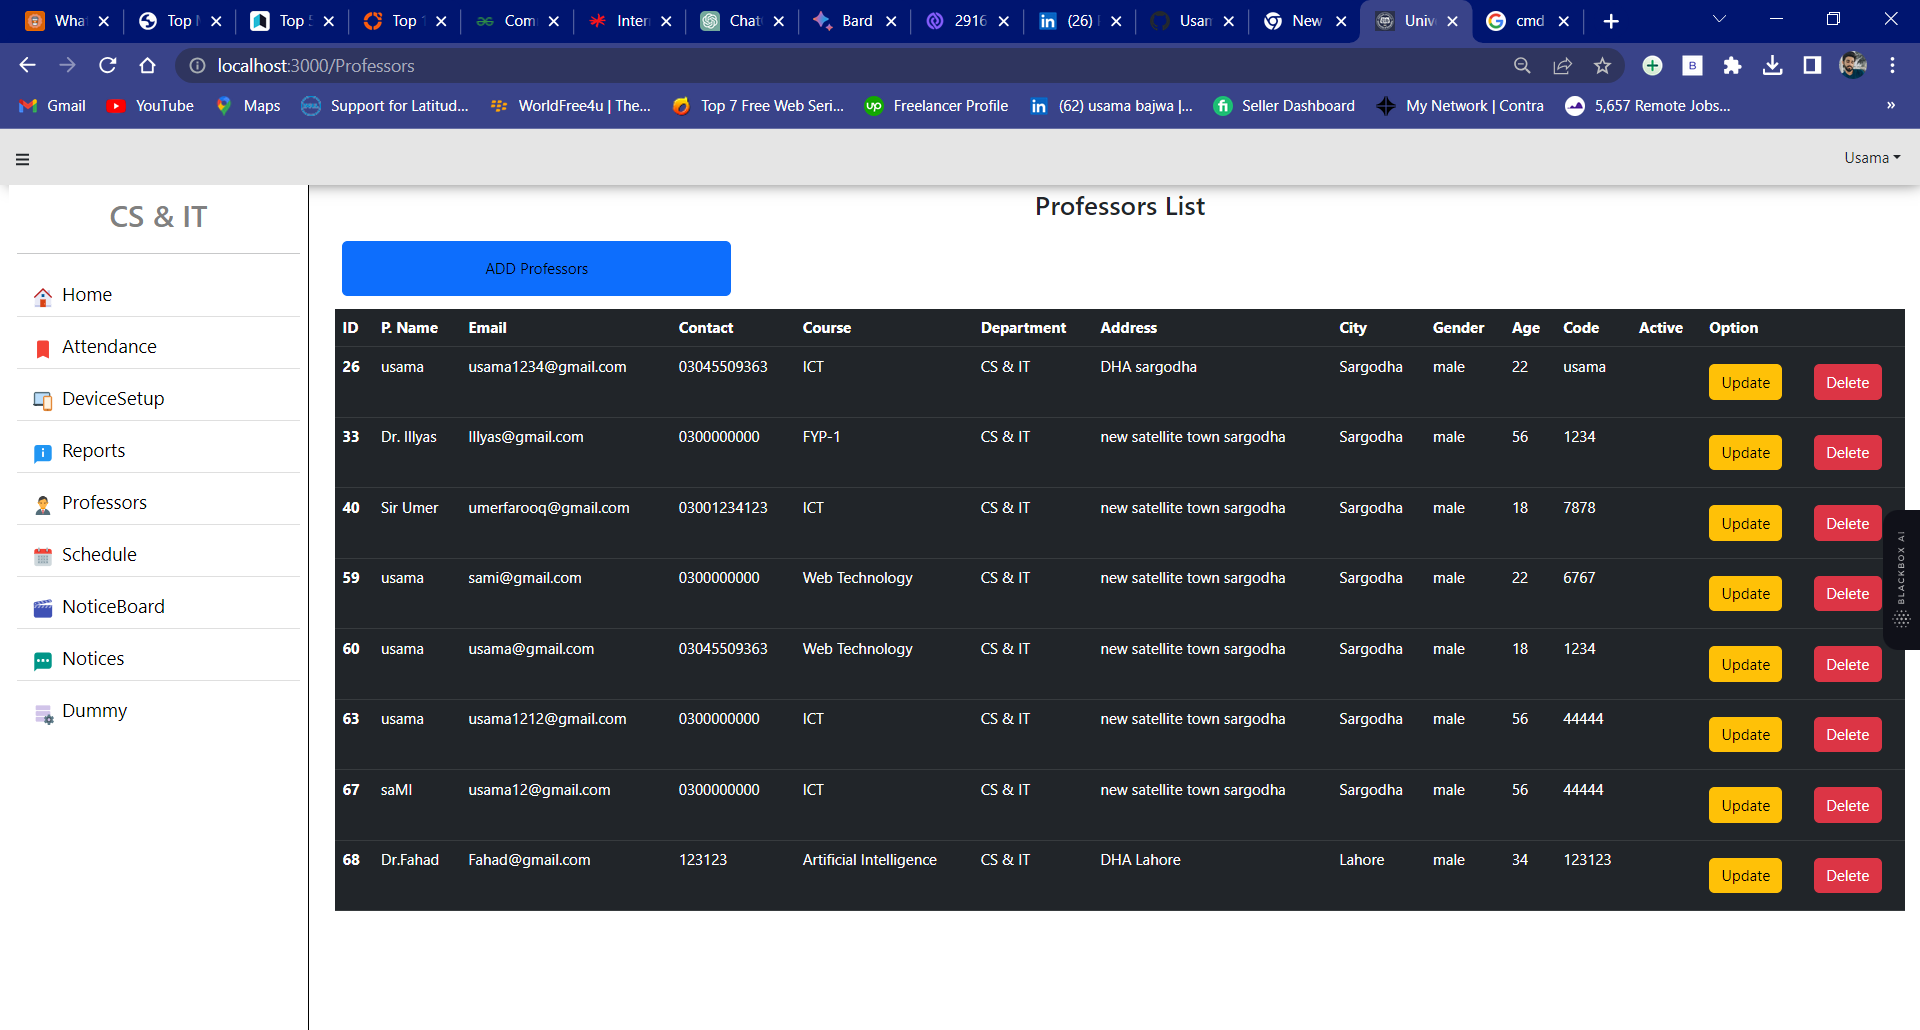 What Top Top Top Com Inter Chat Bard 2916 (26) Usam New Univ cmd
localhost:3000/Professors
Gmail YouTube Maps Support for Latitud... WorldFree4u | The... Top 7 Free Web Seri... Freelancer Profile (62) usama bajwa |... Seller Dashboard My Network | Contra 5,657 Remote Jobs... »
Usama
CS & IT
Home
Attendance
DeviceSetup
Reports
Professors
Schedule
NoticeBoard
Notices
Dummy
Professors List
ADD Professors
ID P. Name Email Contact Course Department Address City Gender Age Code Active Option
26 usama usama1234@gmail.com 03045509363 ICT CS & IT DHA sargodha Sargodha male 22 usama Update Delete
33 Dr. Illyas Illyas@gmail.com 0300000000 FYP-1 CS & IT new satellite town sargodha Sargodha male 56 1234 Update Delete
40 Sir Umer umerfarooq@gmail.com 03001234123 ICT CS & IT new satellite town sargodha Sargodha male 18 7878 Update Delete
59 usama sami@gmail.com 0300000000 Web Technology CS & IT new satellite town sargodha Sargodha male 22 6767 Update Delete
60 usama usama@gmail.com 03045509363 Web Technology CS & IT new satellite town sargodha Sargodha male 18 1234 Update Delete
63 usama usama1212@gmail.com 0300000000 ICT CS & IT new satellite town sargodha Sargodha male 56 44444 Update Delete
67 saMI usama12@gmail.com 0300000000 ICT CS & IT new satellite town sargodha Sargodha male 56 44444 Update Delete
68 Dr.Fahad Fahad@gmail.com 123123 Artificial Intelligence CS & IT DHA Lahore Lahore male 34 123123 Update Delete
BLACKBOX AI